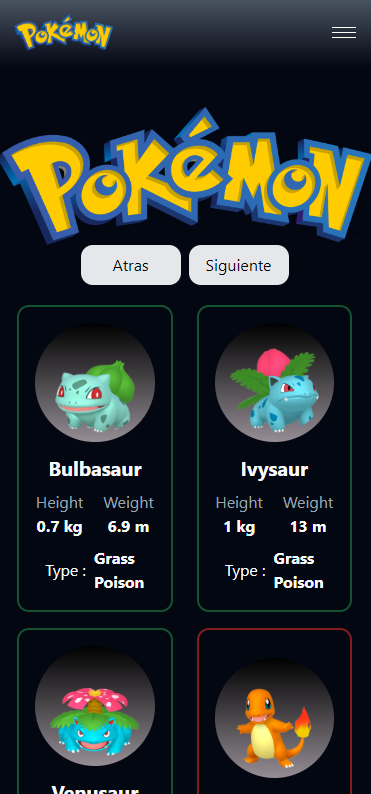 POKÉMON
POKÉMON
Atras Siguiente
Bulbasaur Ivysaur
Height Weight Height Weight
0.7 kg 6.9 m 1 kg 13 m
Type : Grass Poison Type : Grass Poison
Venusaur